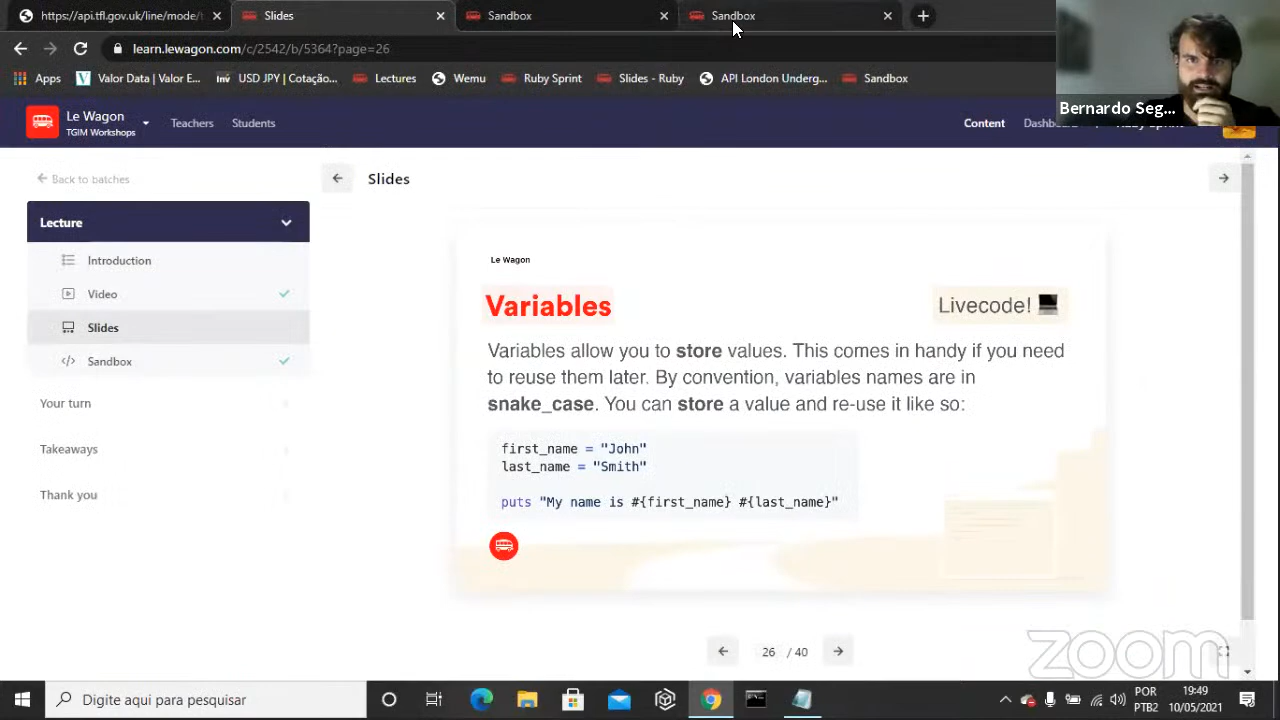 https://api.tfl.gov.uk/line/mode/t
Slides
Sandbox
Sandbox
learn.lewagon.com/c/2542/b/5364?page=26
Apps
Valor Data | Valor E...
inv
USD JPY | Cotação...
Lectures
Wemu
Ruby Sprint
Slides - Ruby
API London Underg...
Sandbox
Bernardo Seg...
Le Wagon
TGIM Workshops
Teachers
Students
Content
Back to batches
Slides
Lecture
Introduction
Video
Slides
Sandbox
Your turn
Takeaways
Thank you
Le Wagon
Variables
Livecode!
Variables allow you to store values. This comes in handy if you need
to reuse them later. By convention, variables names are in
snake_case. You can store a value and re-use it like so:
first_name = "John"
last_name = "Smith"
puts "My name is #{first_name} #{last_name}"
26 / 40
zoom
Digite aqui para pesquisar
POR
PTB2
19:49
10/05/2021